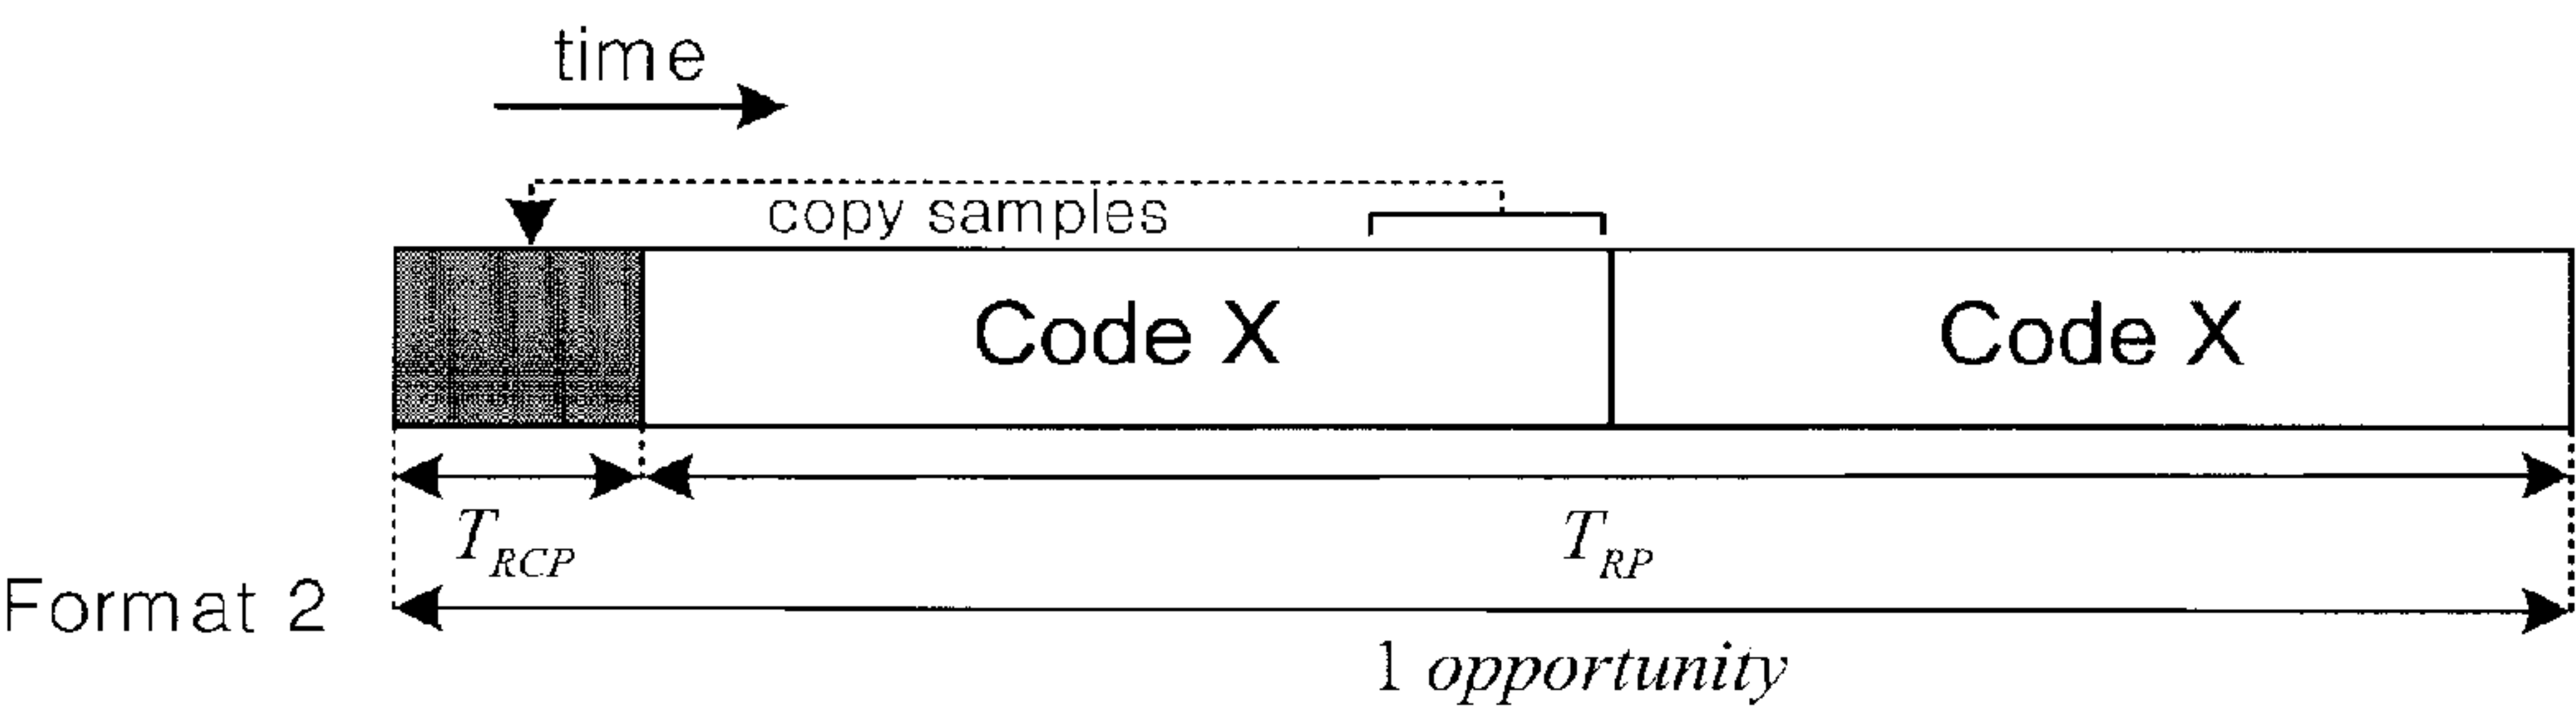 time
copy samples
Code X Code X
T_RCP T_RP
Format 2
1 opportunity